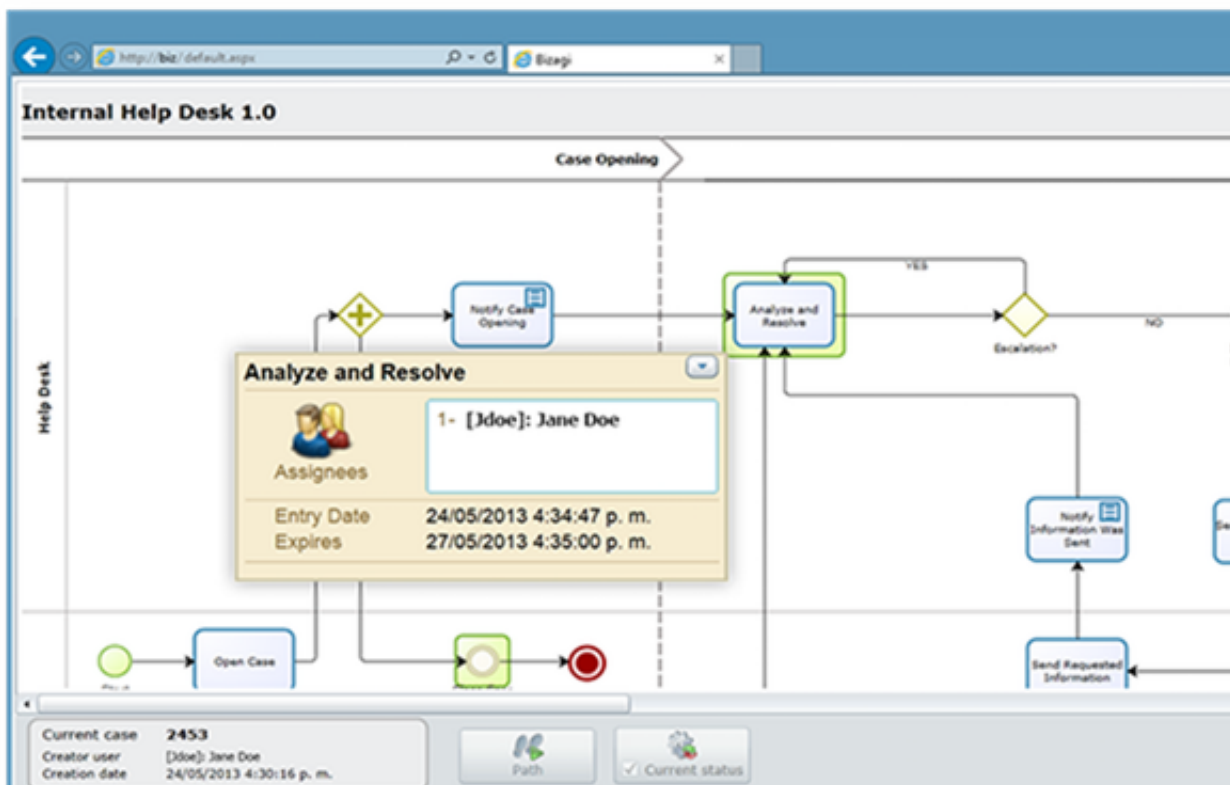 http://biz/default.aspx
Bizagi
Internal Help Desk 1.0
Case Opening
Help Desk
YES
Notify Case
Opening
Analyze and
Resolve
NO
Escalation?
Analyze and Resolve
1- [Jdoe]: Jane Doe
Assignees
Entry Date 24/05/2013 4:34:47 p. m.
Expires 27/05/2013 4:35:00 p. m.
Notify
Information Was
Sent
Se
Open Case
Send Requested
Information
Current case 2453
Creator user [Jdoe]: Jane Doe
Creation date 24/05/2013 4:30:16 p. m.
Path
Current status